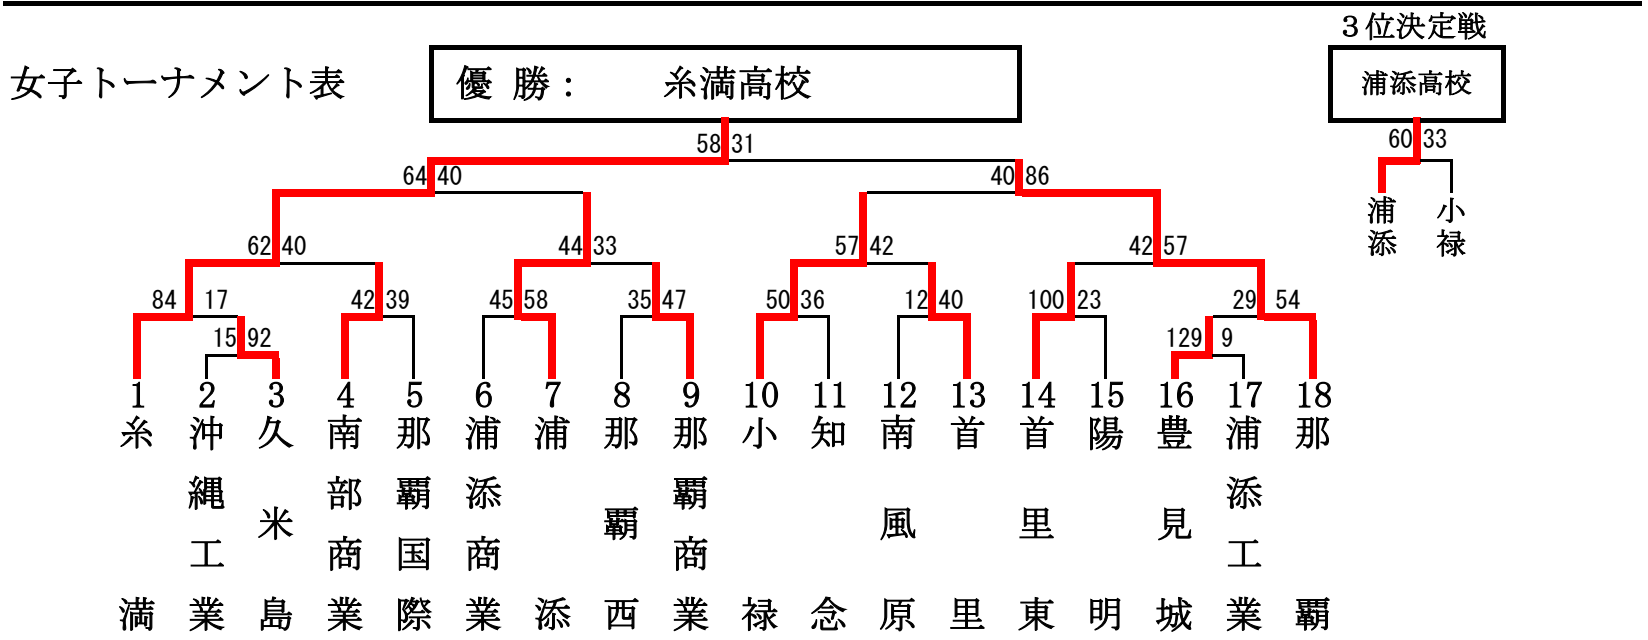 ３位決定戦
女子トーナメント表
優 勝： 糸満高校
浦添高校
58 31
60 33
64 40
40 86
浦添
小禄
62 40
44 33
57 42
42 57
84 17
42 39
45 58
35 47
50 36
12 40
100 23
29 54
15 92
129 9
1 2 3 4 5 6 7 8 9 10 11 12 13 14 15 16 17 18
糸満
沖縄工業
久米島
南部商業
那覇国際
浦添商業
浦添
那覇西
那覇商業
小禄
知念
南風原
首里
首里東
陽明
豊見城
浦添工業
那覇